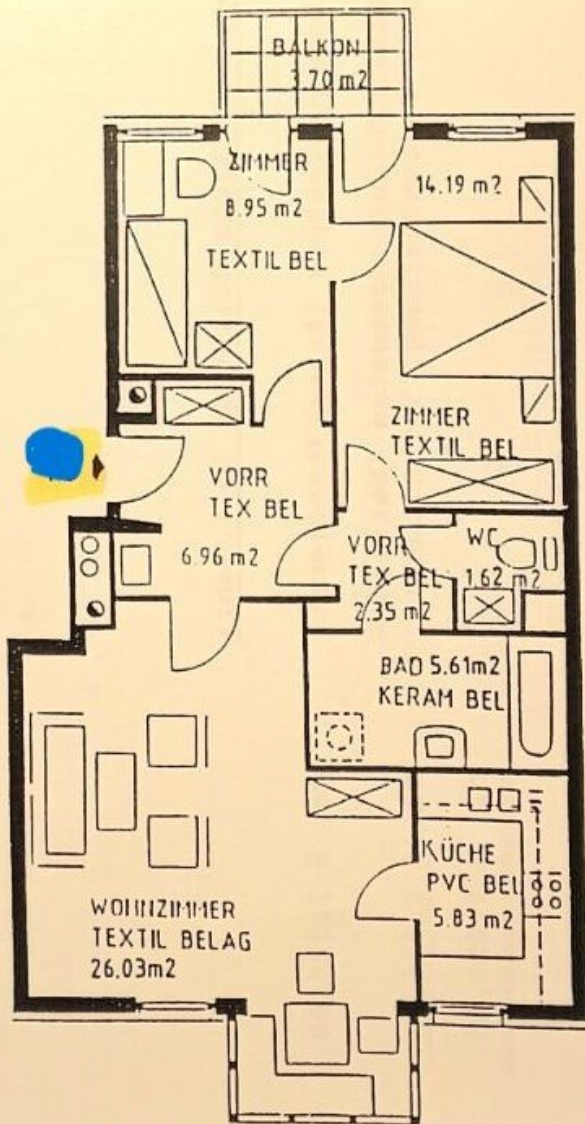 BALKON
3.70 m2
ZIMMER
8.95 m2
TEXTIL BEL
14.19 m2
ZIMMER
TEXTIL BEL
VORR
TEX BEL
6.96 m2
VORR
TEX BEL
2.35 m2
WC
1.62 m2
BAD 5.61m2
KERAM BEL
KÜCHE
PVC BEL
5.83 m2
WOHNZIMMER
TEXTIL BELAG
26.03m2